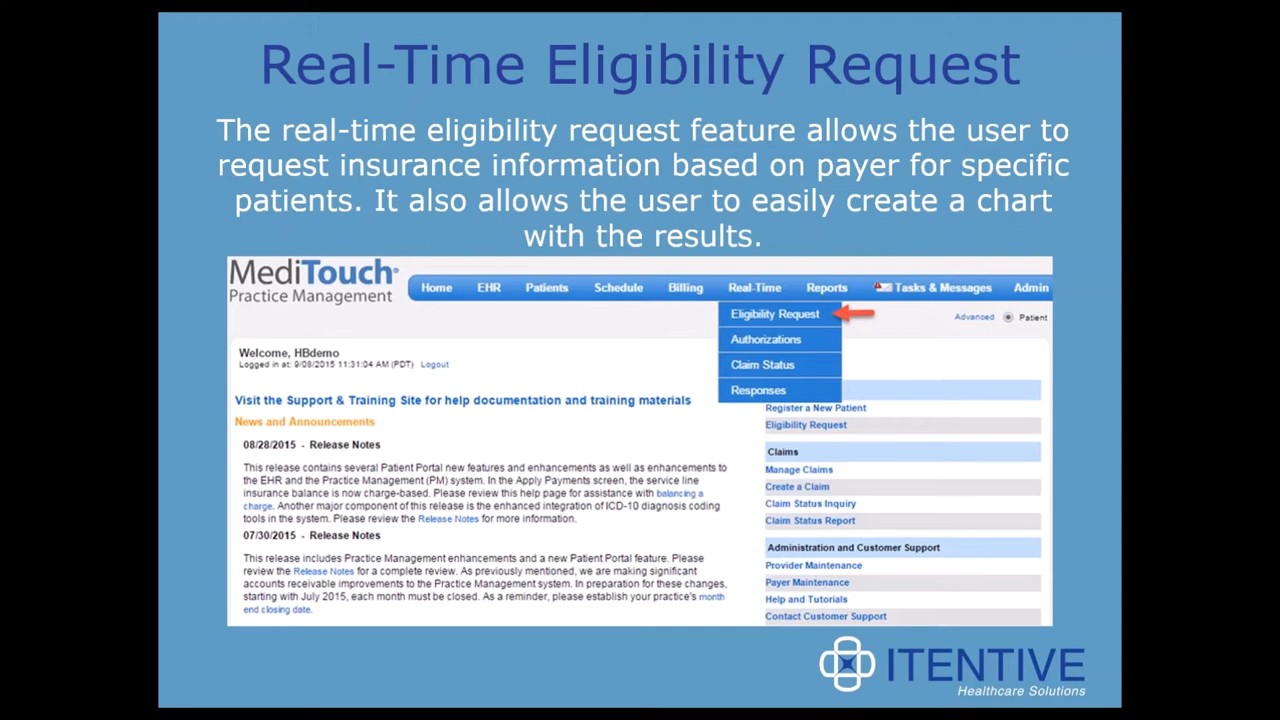 Real-Time Eligibility Request
The real-time eligibility request feature allows the user to
request insurance information based on payer for specific
patients. It also allows the user to easily create a chart
with the results.
MediTouch®
Practice Management
Home EHR Patients Schedule Billing Real-Time Reports Tasks & Messages Admin
Eligibility Request
Authorizations
Claim Status
Responses
Advanced Patient
Welcome, HBdemo
Logged in at: 9/08/2015 11:31:04 AM (PDT) Logout
Visit the Support & Training Site for help documentation and training materials
News and Announcements
08/28/2015 - Release Notes
This release contains several Patient Portal new features and enhancements as well as enhancements to
the EHR and the Practice Management (PM) system. In the Apply Payments screen, the service line
insurance balance is now charge-based. Please review this help page for assistance with balancing a
charge. Another major component of this release is the enhanced integration of ICD-10 diagnosis coding
tools in the system. Please review the Release Notes for more information.
07/30/2015 - Release Notes
This release includes Practice Management enhancements and a new Patient Portal feature. Please
review the Release Notes for a complete review. As previously mentioned, we are making significant
accounts receivable improvements to the Practice Management system. In preparation for these changes,
starting with July 2015, each month must be closed. As a reminder, please establish your practice's month
end closing date.
Register a New Patient
Eligibility Request
Claims
Manage Claims
Create a Claim
Claim Status Inquiry
Claim Status Report
Administration and Customer Support
Provider Maintenance
Payer Maintenance
Help and Tutorials
Contact Customer Support
ITENTIVE
Healthcare Solutions